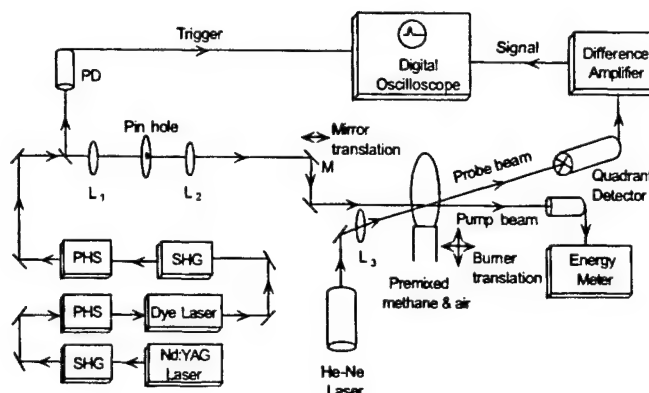 Trigger
PD
Digital
Oscilloscope
Signal
Difference
Amplifier
Pin hole
Mirror
translation
M
L1
L2
Probe beam
Quadrant
Detector
Pump beam
L3
PHS
SHG
Premixed
methane & air
Burner
translation
Energy
Meter
PHS
Dye Laser
SHG
Nd:YAG
Laser
He-Ne
Laser